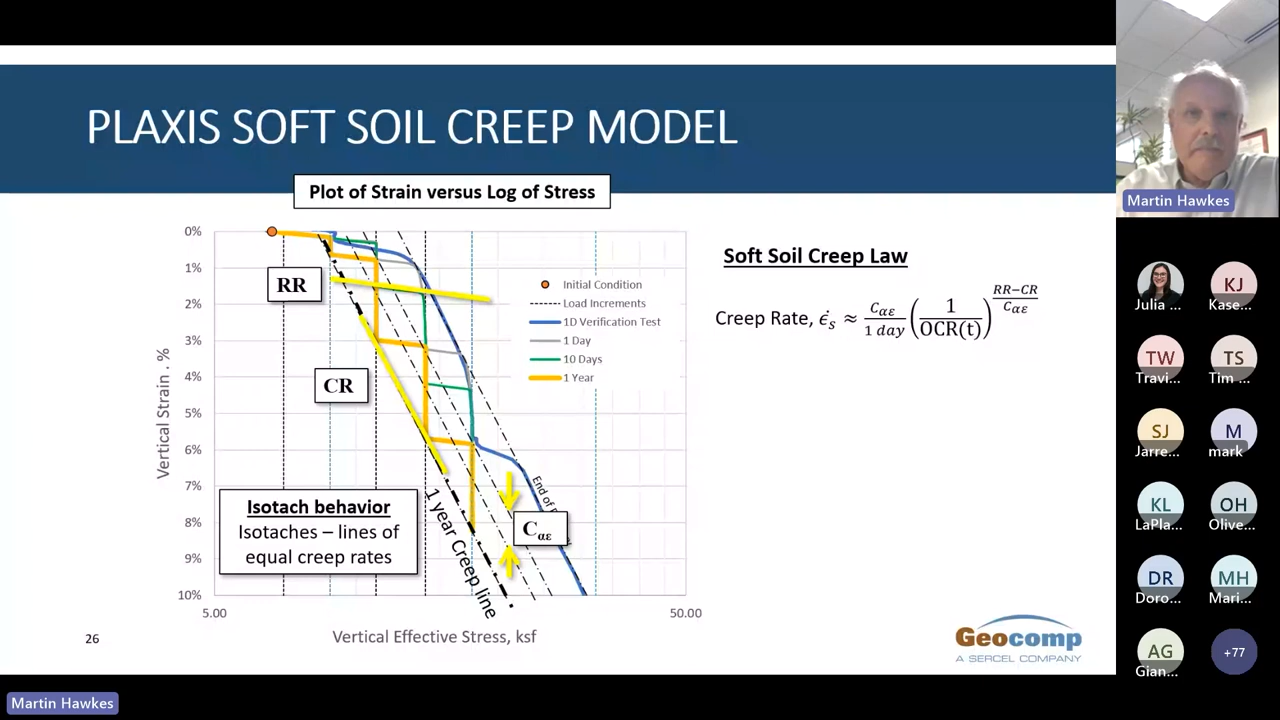 PLAXIS SOFT SOIL CREEP MODEL
Plot of Strain versus Log of Stress
0%
1%
2%
3%
4%
5%
6%
7%
8%
9%
10%
Vertical Strain . %
RR
CR
Initial Condition
Load Increments
1D Verification Test
1 Day
10 Days
1 Year
Isotach behavior
Isotaches – lines of
equal creep rates
1 year Creep line
End of
Cαε
5.00
50.00
Vertical Effective Stress, ksf
Soft Soil Creep Law
Creep Rate, ϵ̇s ≈ Cαε/1 day (1/OCR(t))^((RR−CR)/Cαε)
26
Geocomp
A SERCEL COMPANY
Martin Hawkes
Martin Hawkes
Julia ...
KJ
Kase...
TW
Travi...
TS
Tim ...
SJ
Jarre...
M
mark
KL
LaPla...
OH
Olive...
DR
Doro...
MH
Mari...
AG
Gian...
+77